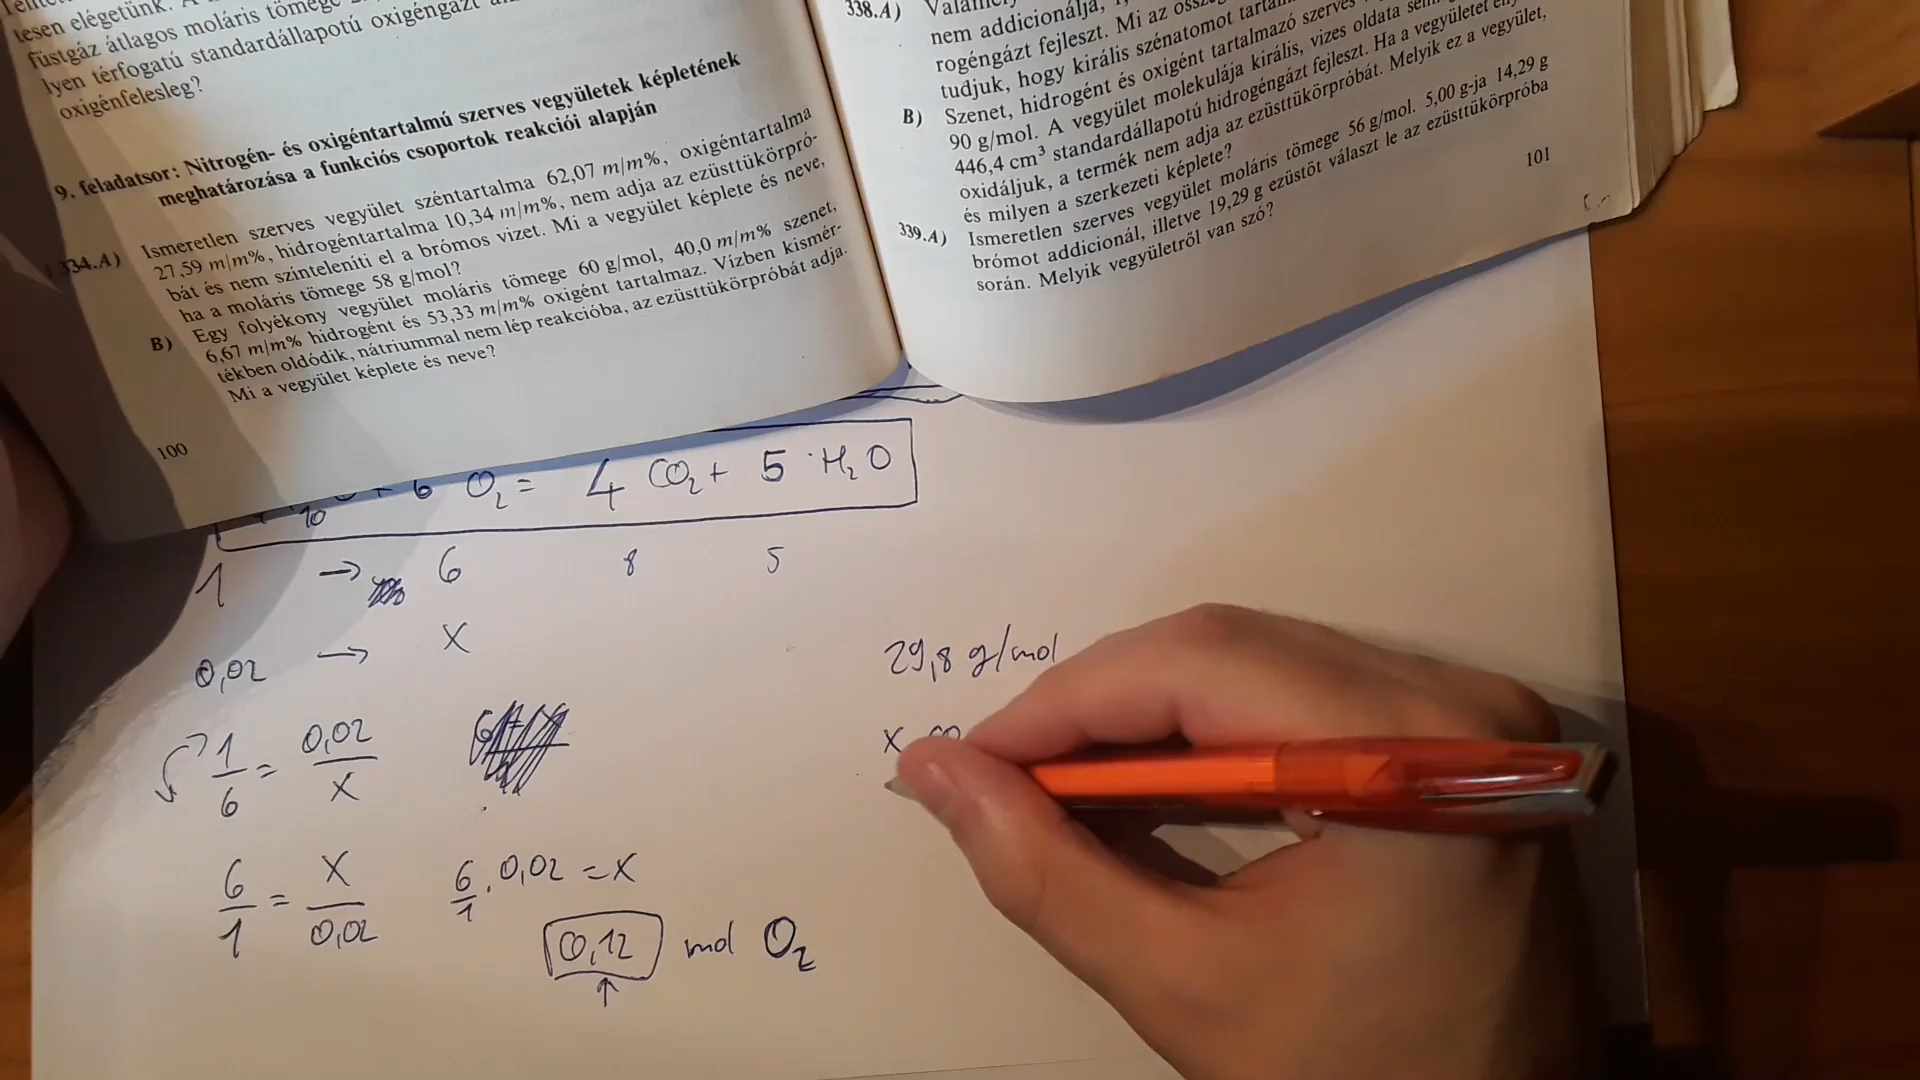 tesen elégetünk.
füstgáz átlagos moláris tömege
lyen térfogatú standardállapotú oxigéngázt
oxigénfelesleg?
9. feladatsor: Nitrogén- és oxigéntartalmú szerves vegyületek képletének
meghatározása a funkciós csoportok reakciói alapján
334.A) Ismeretlen szerves vegyület széntartalma 62,07 m/m%, oxigéntartalma
27,59 m/m%, hidrogéntartalma 10,34 m/m%, nem adja az ezüsttükörpró-
bát és nem színteleníti el a brómos vizet. Mi a vegyület képlete és neve,
ha a moláris tömege 58 g/mol?
B) Egy folyékony vegyület moláris tömege 60 g/mol, 40,0 m/m% szenet,
6,67 m/m% hidrogént és 53,33 m/m% oxigént tartalmaz. Vízben kismér-
tékben oldódik, nátriummal nem lép reakcióba, az ezüsttükörpróbát adja.
Mi a vegyület képlete és neve?
100
338.A)
nem addicionálja,
rogéngázt fejleszt. Mi az
tudjuk, hogy királis szénatomot
B) Szenet, hidrogént és oxigént tartalmazó szerves
90 g/mol. A vegyület molekulája királis, vizes oldata
446,4 cm³ standardállapotú hidrogéngázt fejleszt. Ha a vegyületet
oxidáljuk, a termék nem adja az ezüsttükörpróbát. Melyik ez a vegyület,
és milyen a szerkezeti képlete?
339.A) Ismeretlen szerves vegyület moláris tömege 56 g/mol. 5,00 g-ja 14,29 g
brómot addicionál, illetve 19,29 g ezüstöt választ le az ezüsttükörpróba
során. Melyik vegyületről van szó?
101
10 + 6 O₂ = 4 CO₂ + 5 · H₂O
1 → 6 8 5
0,02 → x
29,8 g/mol
1/6 = 0,02/x
x
6/1 = x/0,02
6/1 · 0,02 = x
0,12 mol O₂
↑